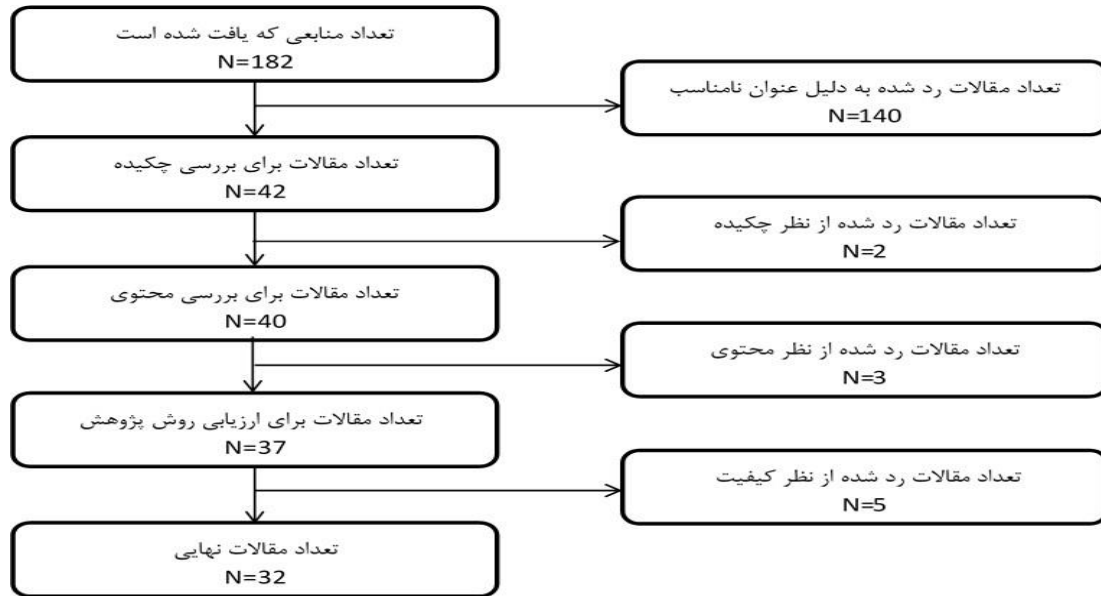 تعداد منابعی که یافت شده است
N=182
تعداد مقالات رد شده به دلیل عنوان نامناسب
N=140
تعداد مقالات برای بررسی چکیده
N=42
تعداد مقالات رد شده از نظر چکیده
N=2
تعداد مقالات برای بررسی محتوی
N=40
تعداد مقالات رد شده از نظر محتوی
N=3
تعداد مقالات برای ارزیابی روش پژوهش
N=37
تعداد مقالات رد شده از نظر کیفیت
N=5
تعداد مقالات نهایی
N=32